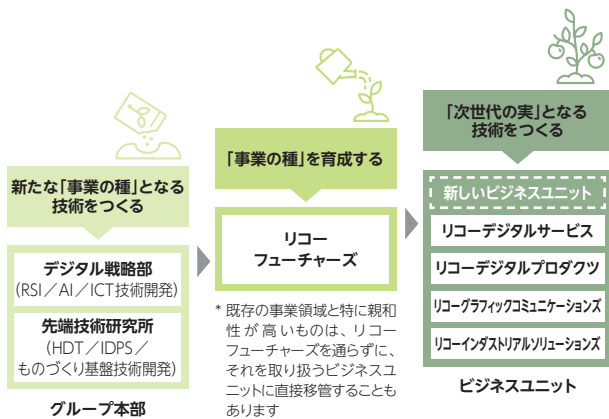 新たな「事業の種」となる
技術をつくる
デジタル戦略部
(RSI/AI/ICT技術開発)
先端技術研究所
(HDT/IDPS/
ものづくり基盤技術開発)
グループ本部
「事業の種」を育成する
リコー
フューチャーズ
* 既存の事業領域と特に親和
性が高いものは、リコー
フューチャーズを通らずに、
それを取り扱うビジネスユ
ニットに直接移管することも
あります
「次世代の実」となる
技術をつくる
新しいビジネスユニット
リコーデジタルサービス
リコーデジタルプロダクツ
リコーグラフィックコミュニケーションズ
リコーインダストリアルソリューションズ
ビジネスユニット